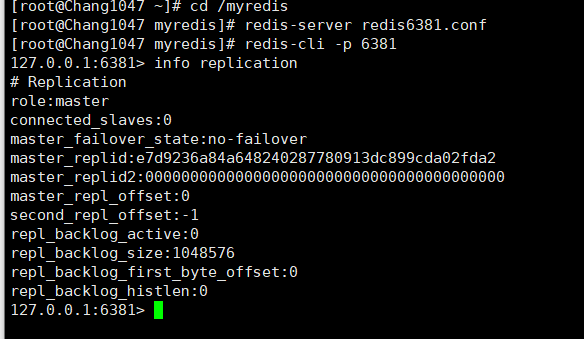 [root@Chang1047 ~]# cd /myredis
[root@Chang1047 myredis]# redis-server redis6381.conf
[root@Chang1047 myredis]# redis-cli -p 6381
127.0.0.1:6381> info replication
# Replication
role:master
connected_slaves:0
master_failover_state:no-failover
master_replid:e7d9236a84a648240287780913dc899cda02fda2
master_replid2:0000000000000000000000000000000000000000
master_repl_offset:0
second_repl_offset:-1
repl_backlog_active:0
repl_backlog_size:1048576
repl_backlog_first_byte_offset:0
repl_backlog_histlen:0
127.0.0.1:6381>